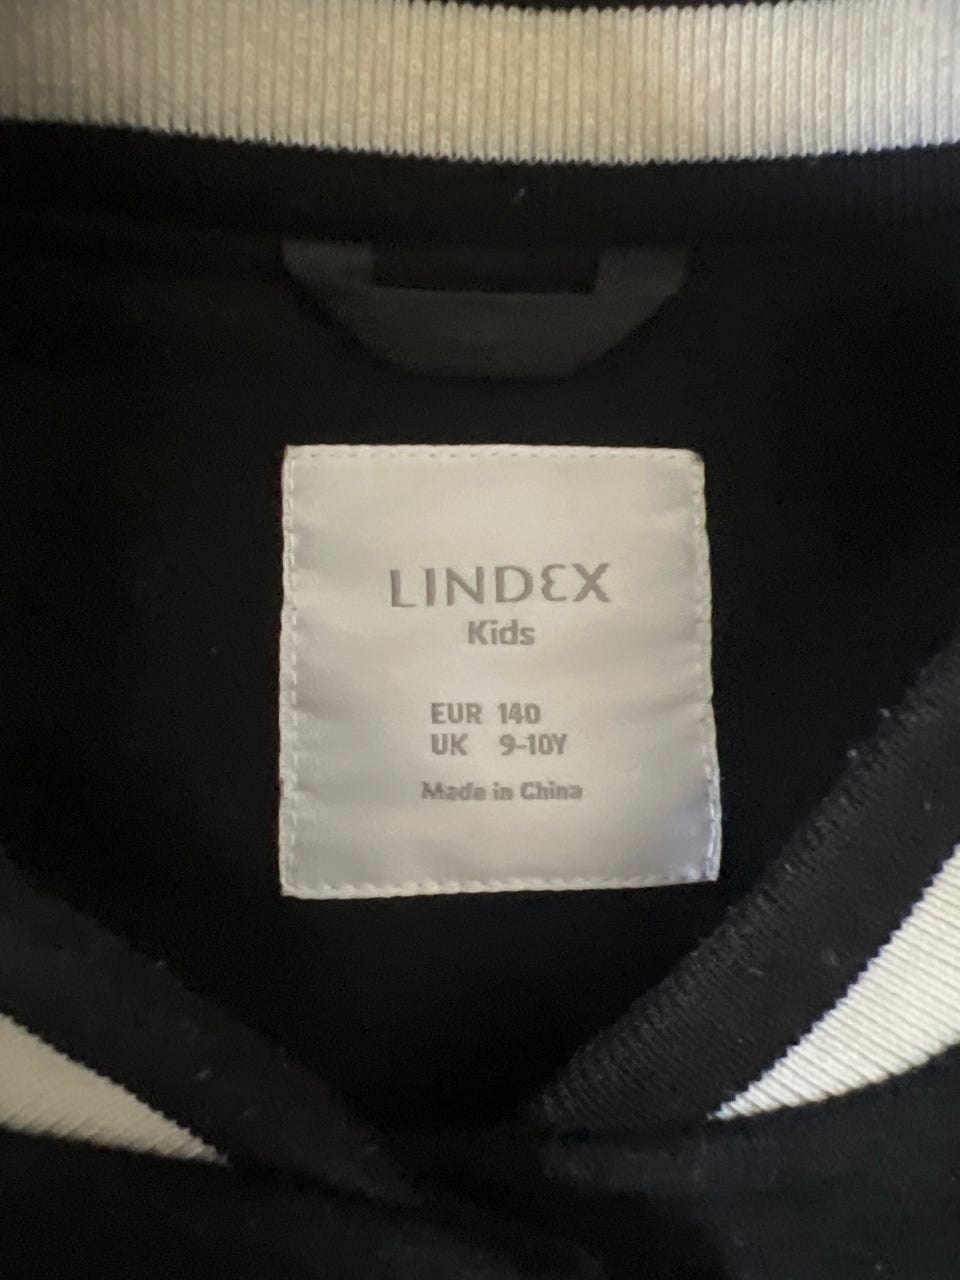 LINDEX
Kids
EUR 140
UK 9-10Y
Made in China